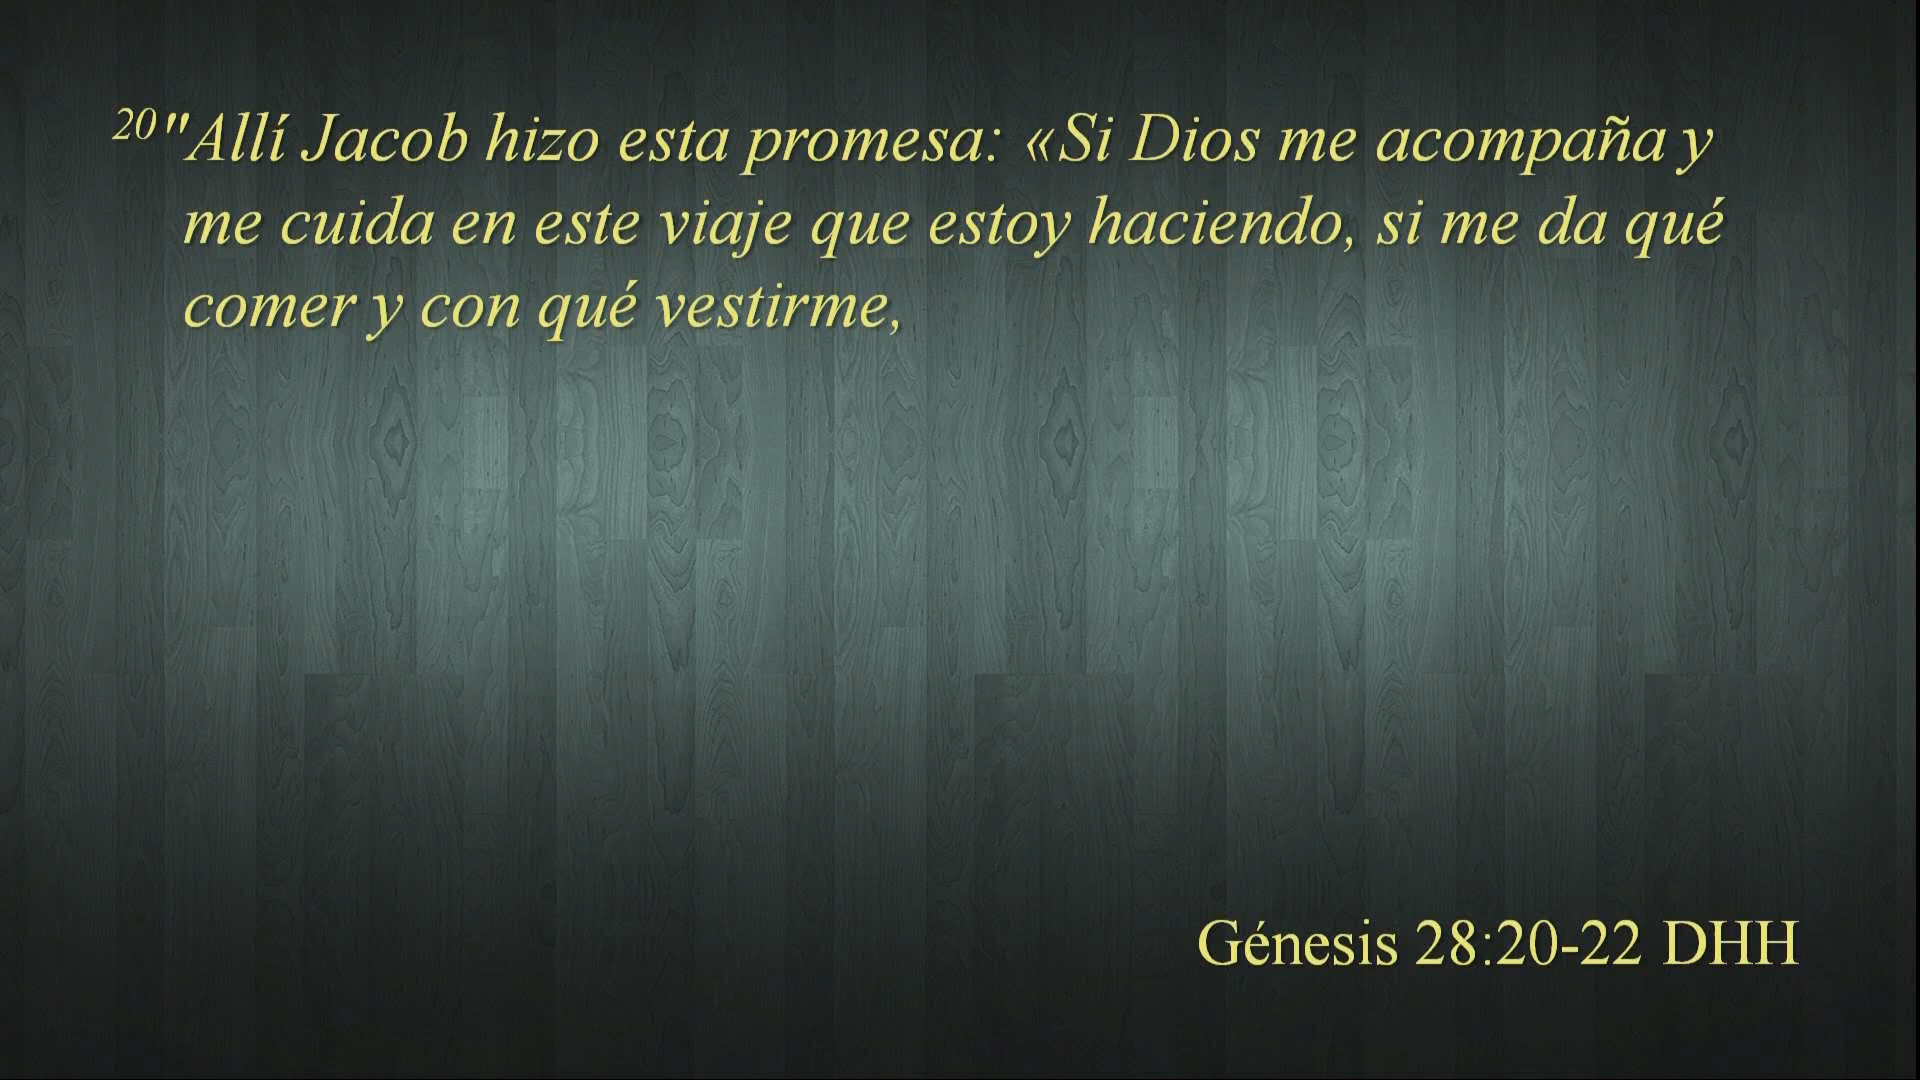 20"Allí Jacob hizo esta promesa: «Si Dios me acompaña y
me cuida en este viaje que estoy haciendo, si me da qué
comer y con qué vestirme,
Génesis 28:20-22 DHH